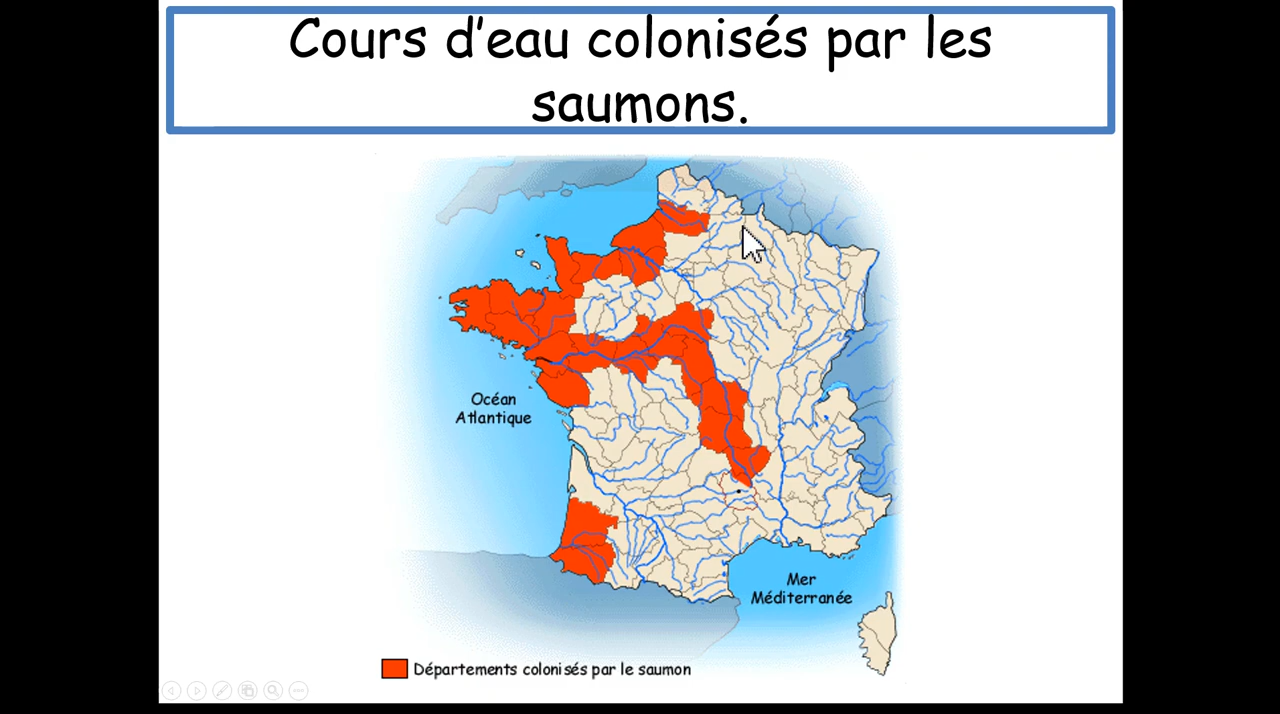 Cours d'eau colonisés par les
saumons.
Océan
Atlantique
Mer
Méditerranée
Départements colonisés par le saumon